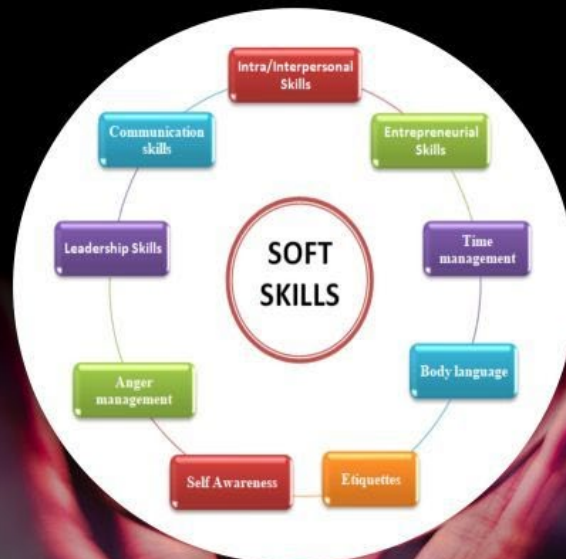 Intra/Interpersonal
Skills
Entrepreneurial
Skills
Time
management
Body language
Etiquettes
Self Awareness
Anger
management
Leadership Skills
Communication
skills
SOFT
SKILLS